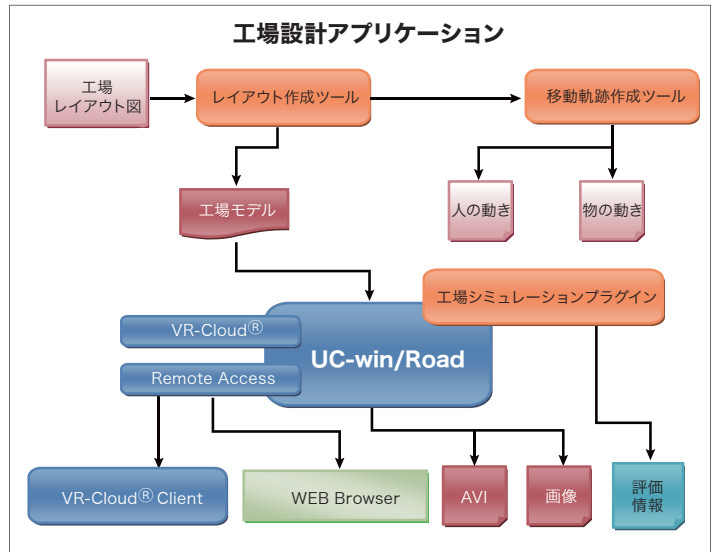 工場設計アプリケーション
工場
レイアウト図
レイアウト作成ツール
移動軌跡作成ツール
工場モデル
人の動き
物の動き
工場シミュレーションプラグイン
VR-Cloud®
UC-win/Road
Remote Access
VR-Cloud® Client
WEB Browser
AVI
画像
評価
情報